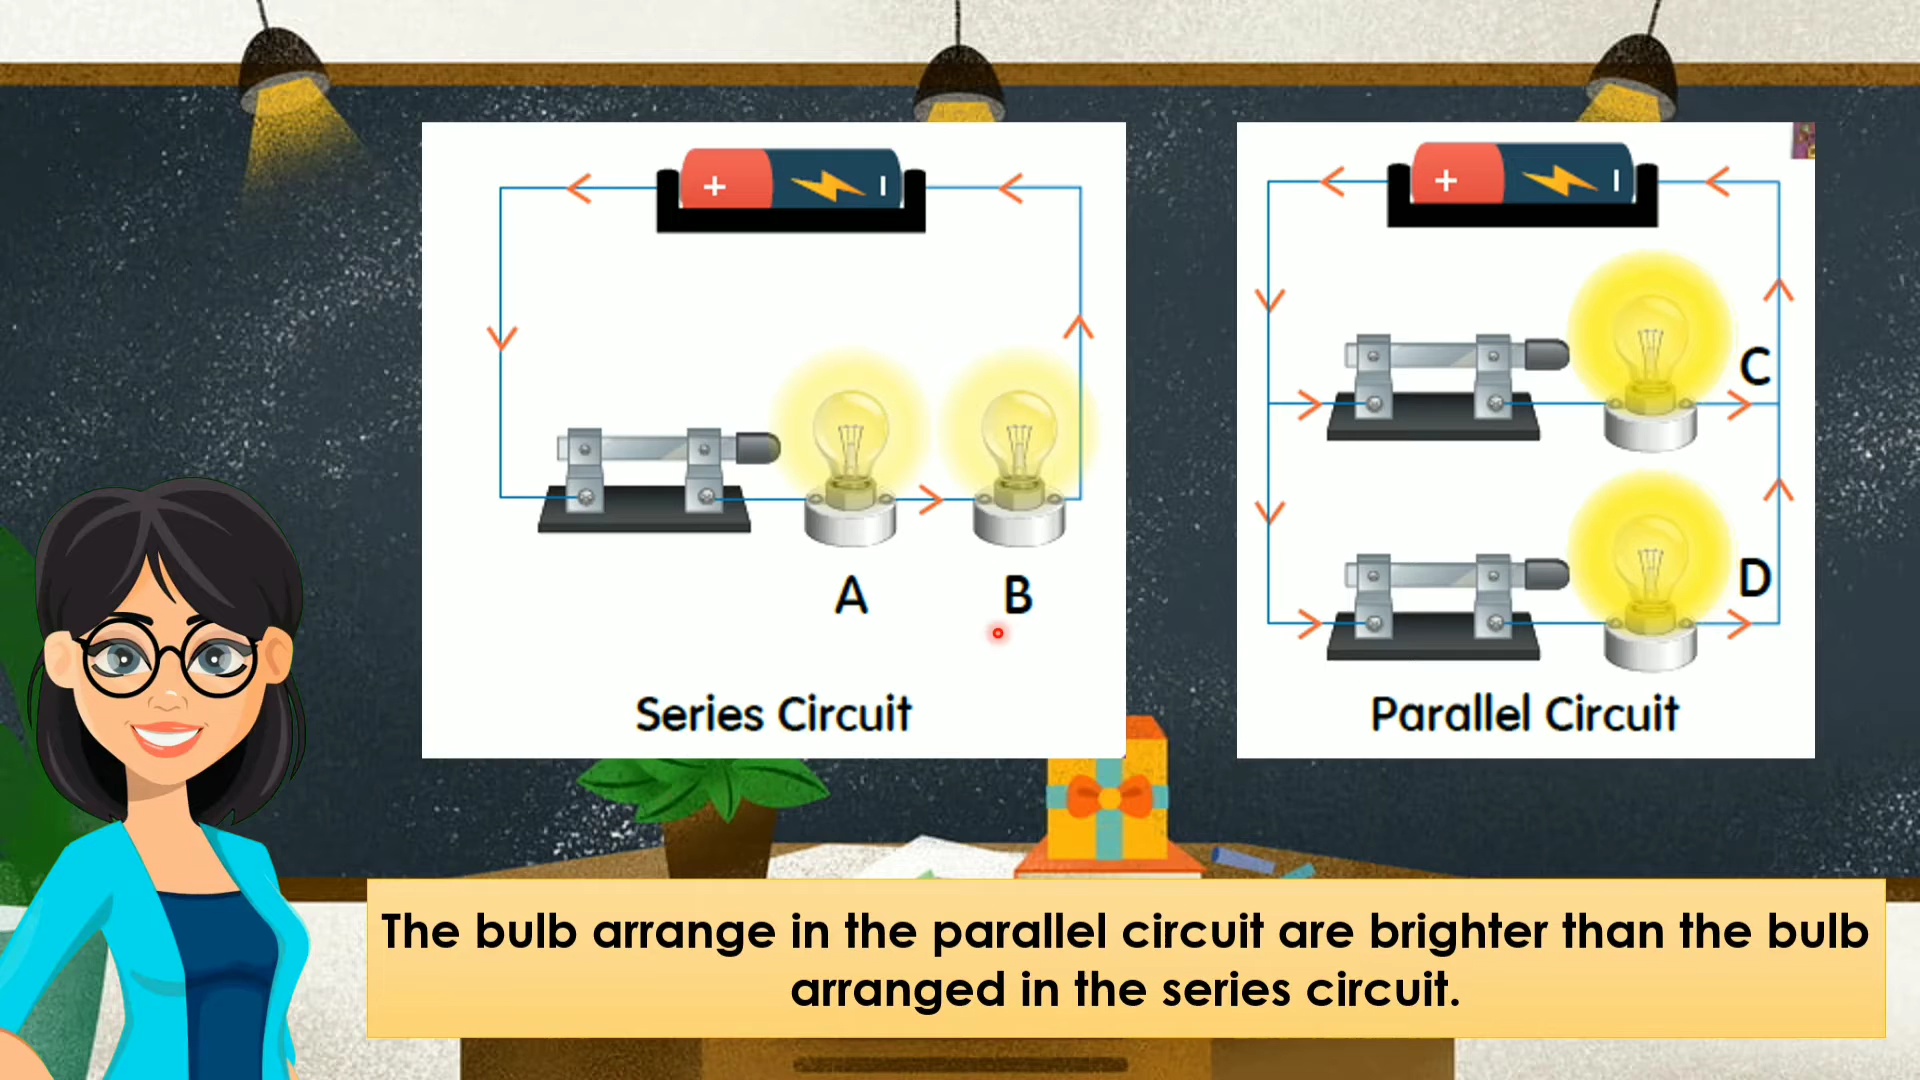 +
A
B
Series Circuit
+
C
D
Parallel Circuit
The bulb arrange in the parallel circuit are brighter than the bulb
arranged in the series circuit.